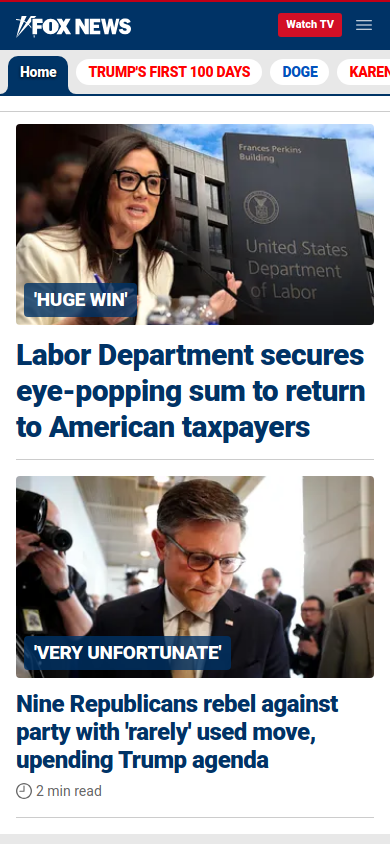 FOX NEWS
Watch TV
Home
TRUMP'S FIRST 100 DAYS
DOGE
KAREN
Frances Perkins
Building
United States
Department
of Labor
'HUGE WIN'
Labor Department secures
eye-popping sum to return
to American taxpayers
'VERY UNFORTUNATE'
Nine Republicans rebel against
party with 'rarely' used move,
upending Trump agenda
2 min read